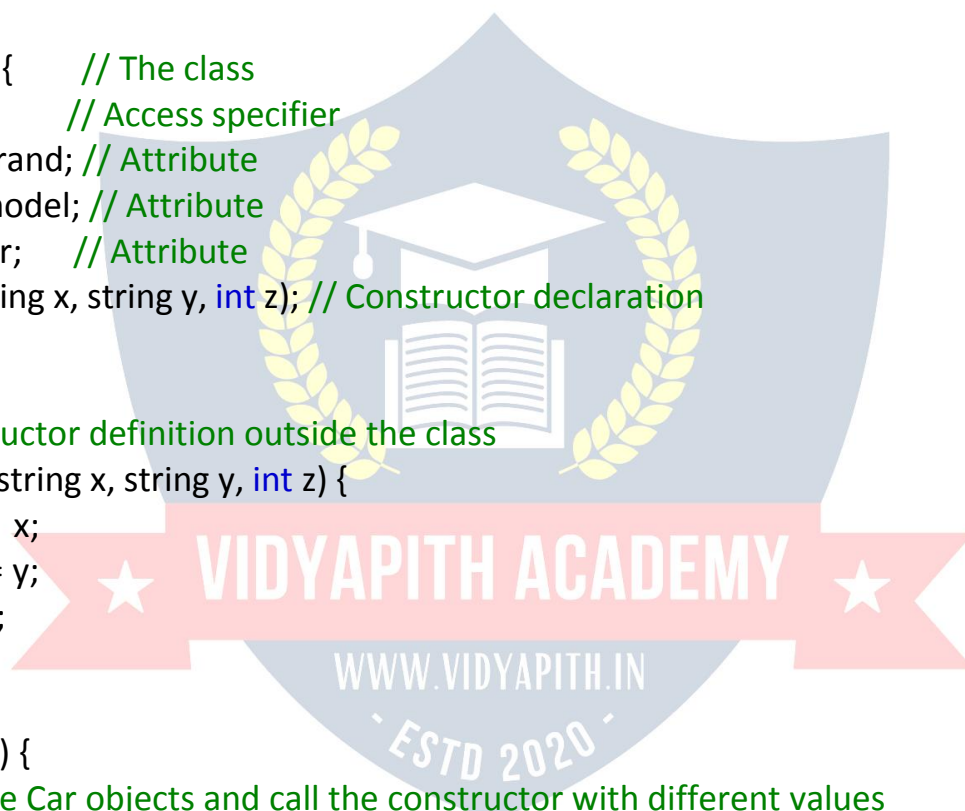 { // The class
// Access specifier
rand; // Attribute
nodel; // Attribute
r; // Attribute
ing x, string y, int z); // Constructor declaration
uctor definition outside the class
string x, string y, int z) {
x;
= y;
;
VIDYAPITH ACADEMY
WWW.VIDYAPITH.IN
- ESTD 2020 -
) {
e Car objects and call the constructor with different values